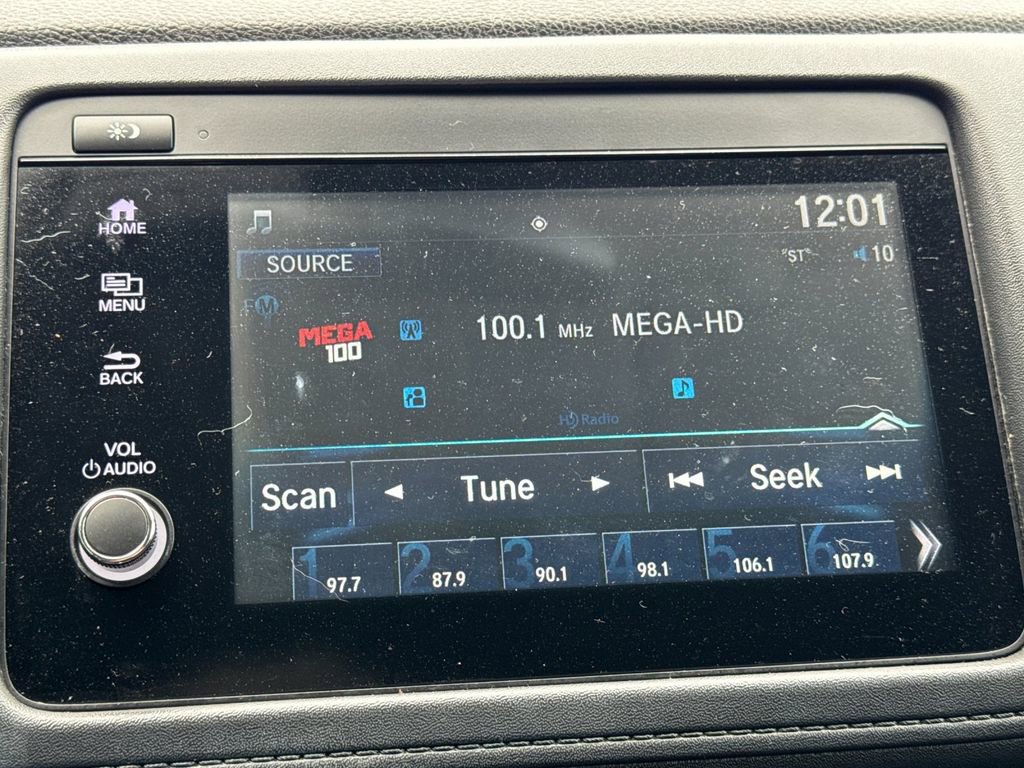 HOME
MENU
BACK
VOL
AUDIO
12:01
SOURCE
"ST"
10
FM
MEGA
100
100.1 MHz MEGA-HD
HD Radio
Scan
Tune
Seek
1 97.7
2 87.9
3 90.1
4 98.1
5 106.1
6 107.9